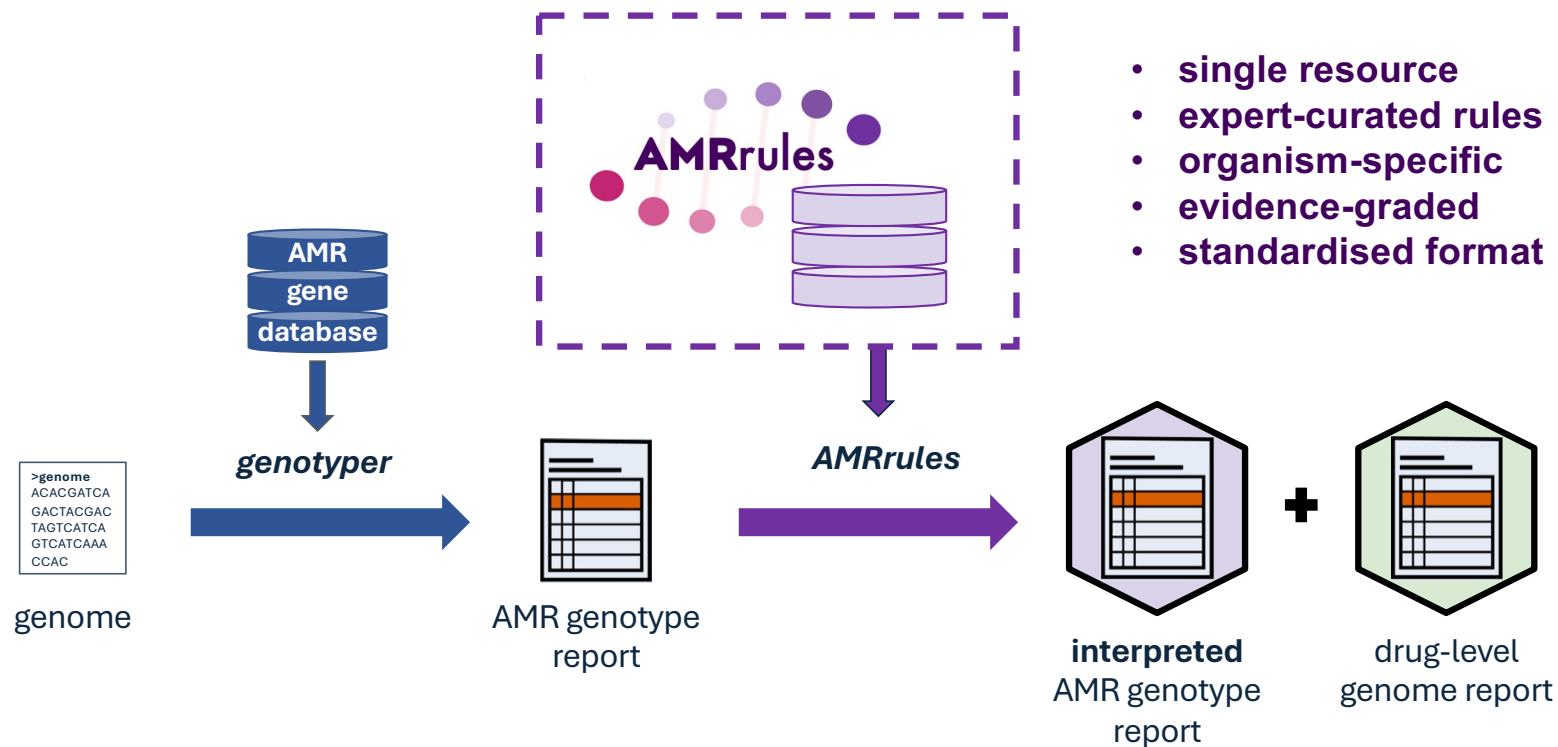 AMRrules
• single resource
• expert-curated rules
• organism-specific
• evidence-graded
• standardised format
AMR
gene
database
genotyper
AMRrules
>genome
ACACGATCA
GACTACGAC
TAGTCATCA
GTCATCAAA
CCAC
genome
AMR genotype
report
interpreted
AMR genotype
report
drug-level
genome report